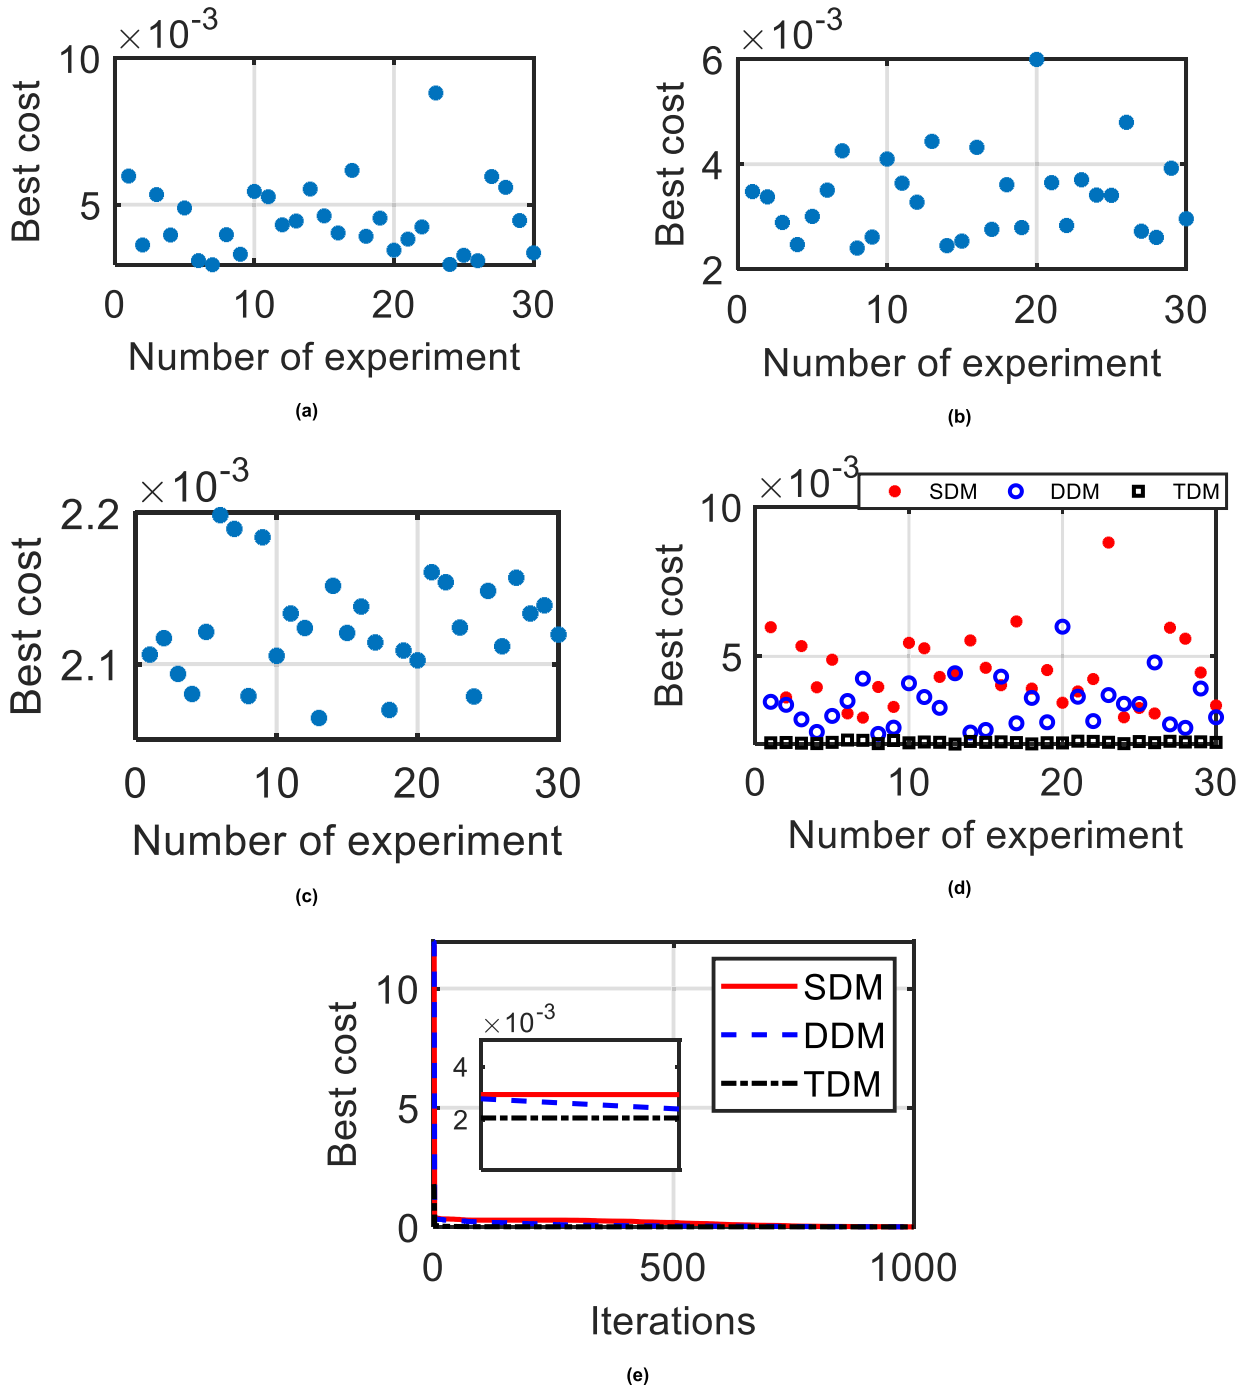 ×10-3
10
5
Best cost
0 10 20 30
Number of experiment
(a)
×10-3
6
4
2
Best cost
0 10 20 30
Number of experiment
(b)
×10-3
2.2
2.1
Best cost
0 10 20 30
Number of experiment
(c)
×10-3
SDM DDM TDM
10
5
Best cost
0 10 20 30
Number of experiment
(d)
10
5
0
Best cost
×10-3
4
2
SDM
DDM
TDM
0 500 1000
Iterations
(e)